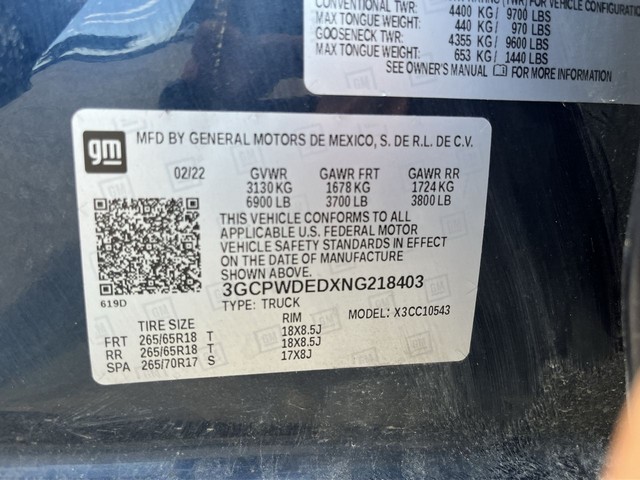 CONVENTIONAL TWR: 4400 KG/ 9700 LBS
MAX TONGUE WEIGHT: 440 KG/ 970 LBS
GOOSENECK TWR: 4355 KG/ 9600 LBS
MAX TONGUE WEIGHT: 653 KG/ 1440 LBS
SEE OWNER'S MANUAL FOR MORE INFORMATION
gm MFD BY GENERAL MOTORS DE MEXICO, S. DE R.L. DE C.V.
02/22 GVWR GAWR FRT GAWR RR
3130 KG 1678 KG 1724 KG
6900 LB 3700 LB 3800 LB
THIS VEHICLE CONFORMS TO ALL
APPLICABLE U.S. FEDERAL MOTOR
VEHICLE SAFETY STANDARDS IN EFFECT
ON THE DATE OF MANUFACTURE
SHOWN ABOVE.
619D
3GCPWDEDXNG218403
TYPE: TRUCK MODEL: X3CC10543
TIRE SIZE RIM
FRT 265/65R18 T 18X8.5J
RR 265/65R18 T 18X8.5J
SPA 265/70R17 S 17X8J